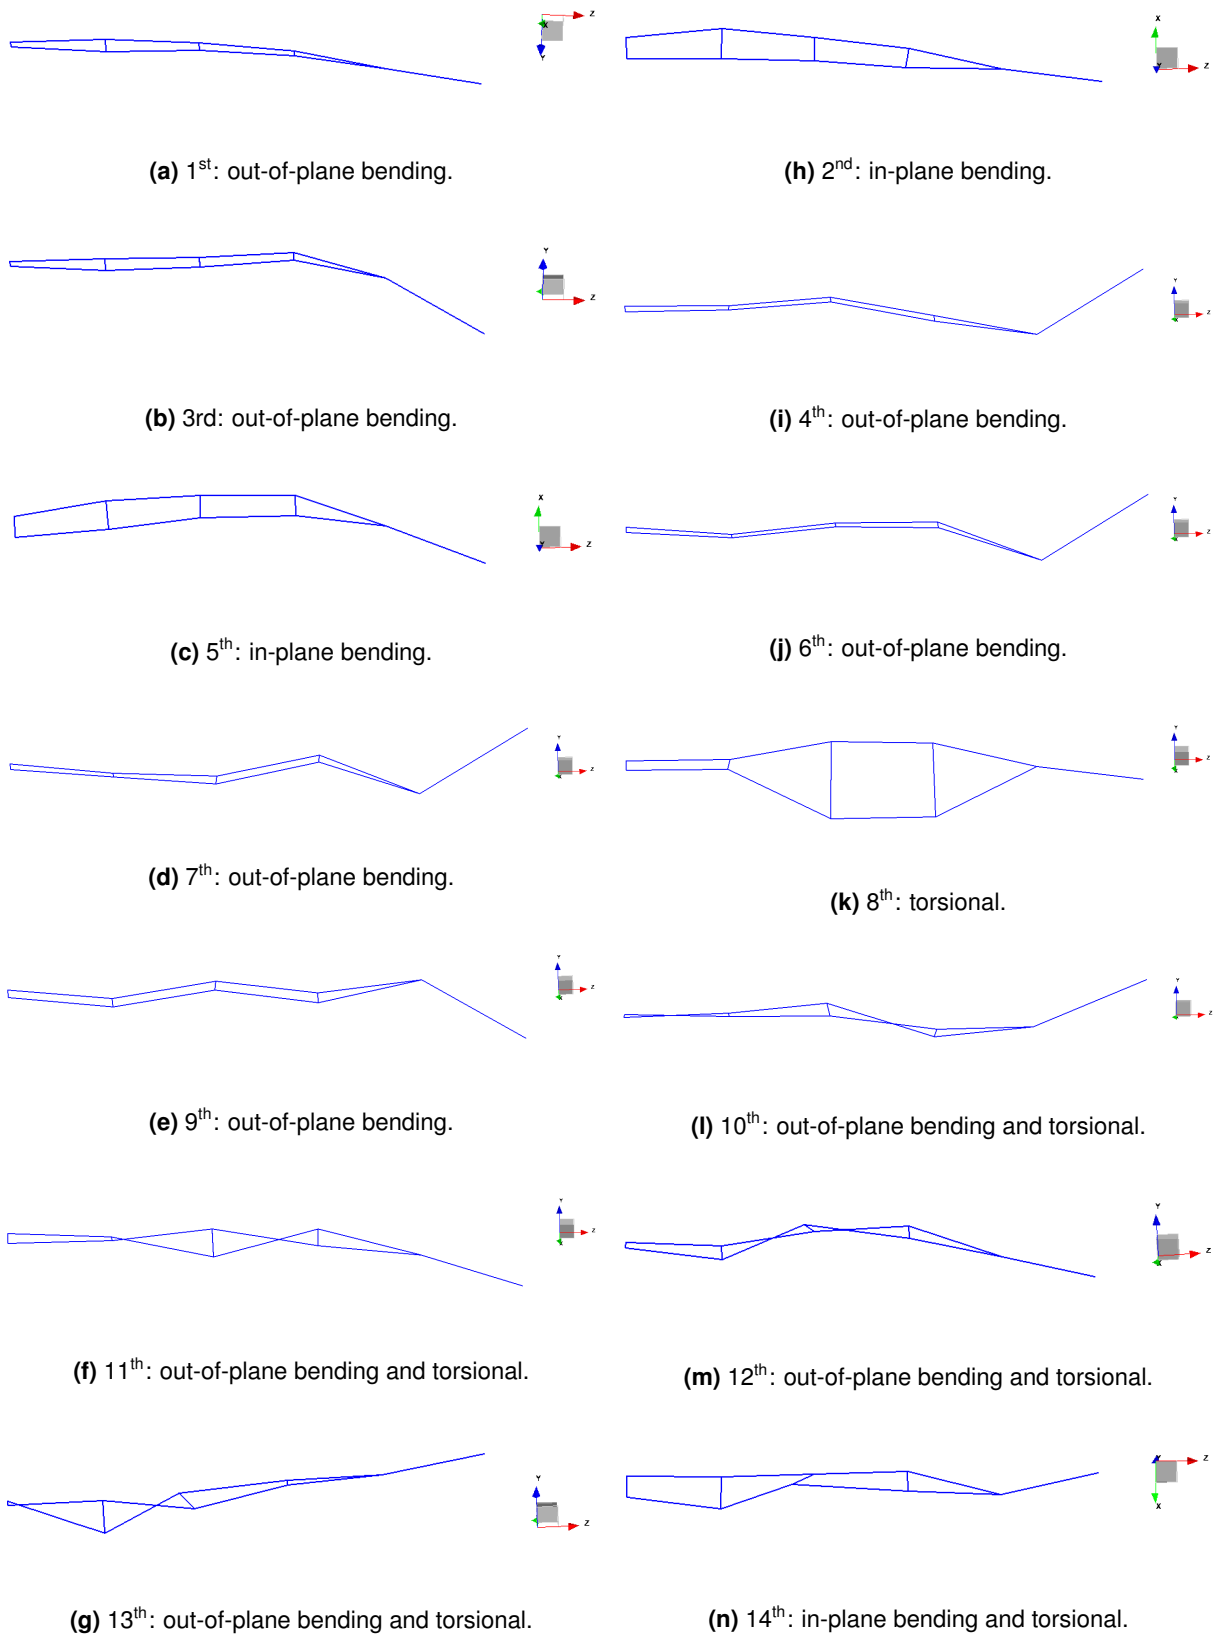 X Z Y
X Z Y
(a) 1st: out-of-plane bending.
(h) 2nd: in-plane bending.
Y Z
Y Z X
(b) 3rd: out-of-plane bending.
(i) 4th: out-of-plane bending.
X Y Z
Y Z X
(c) 5th: in-plane bending.
(j) 6th: out-of-plane bending.
Y Z X
Y Z X
(d) 7th: out-of-plane bending.
(k) 8th: torsional.
Y Z X
Y Z X
(e) 9th: out-of-plane bending.
(l) 10th: out-of-plane bending and torsional.
Y Z X
Y Z X
(f) 11th: out-of-plane bending and torsional.
(m) 12th: out-of-plane bending and torsional.
Y Z
Z X
(g) 13th: out-of-plane bending and torsional.
(n) 14th: in-plane bending and torsional.